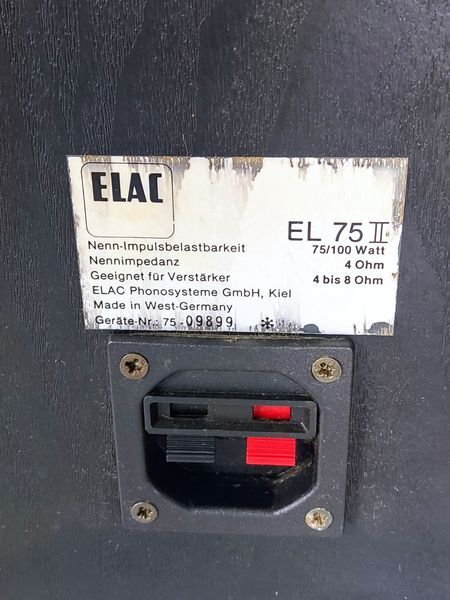 ELAC
EL 75 II
Nenn-Impulsbelastbarkeit 75/100 Watt
Nennimpedanz 4 Ohm
Geeignet für Verstärker 4 bis 8 Ohm
ELAC Phonosysteme GmbH, Kiel
Made in West-Germany
Geräte-Nr.: 75-09899 *